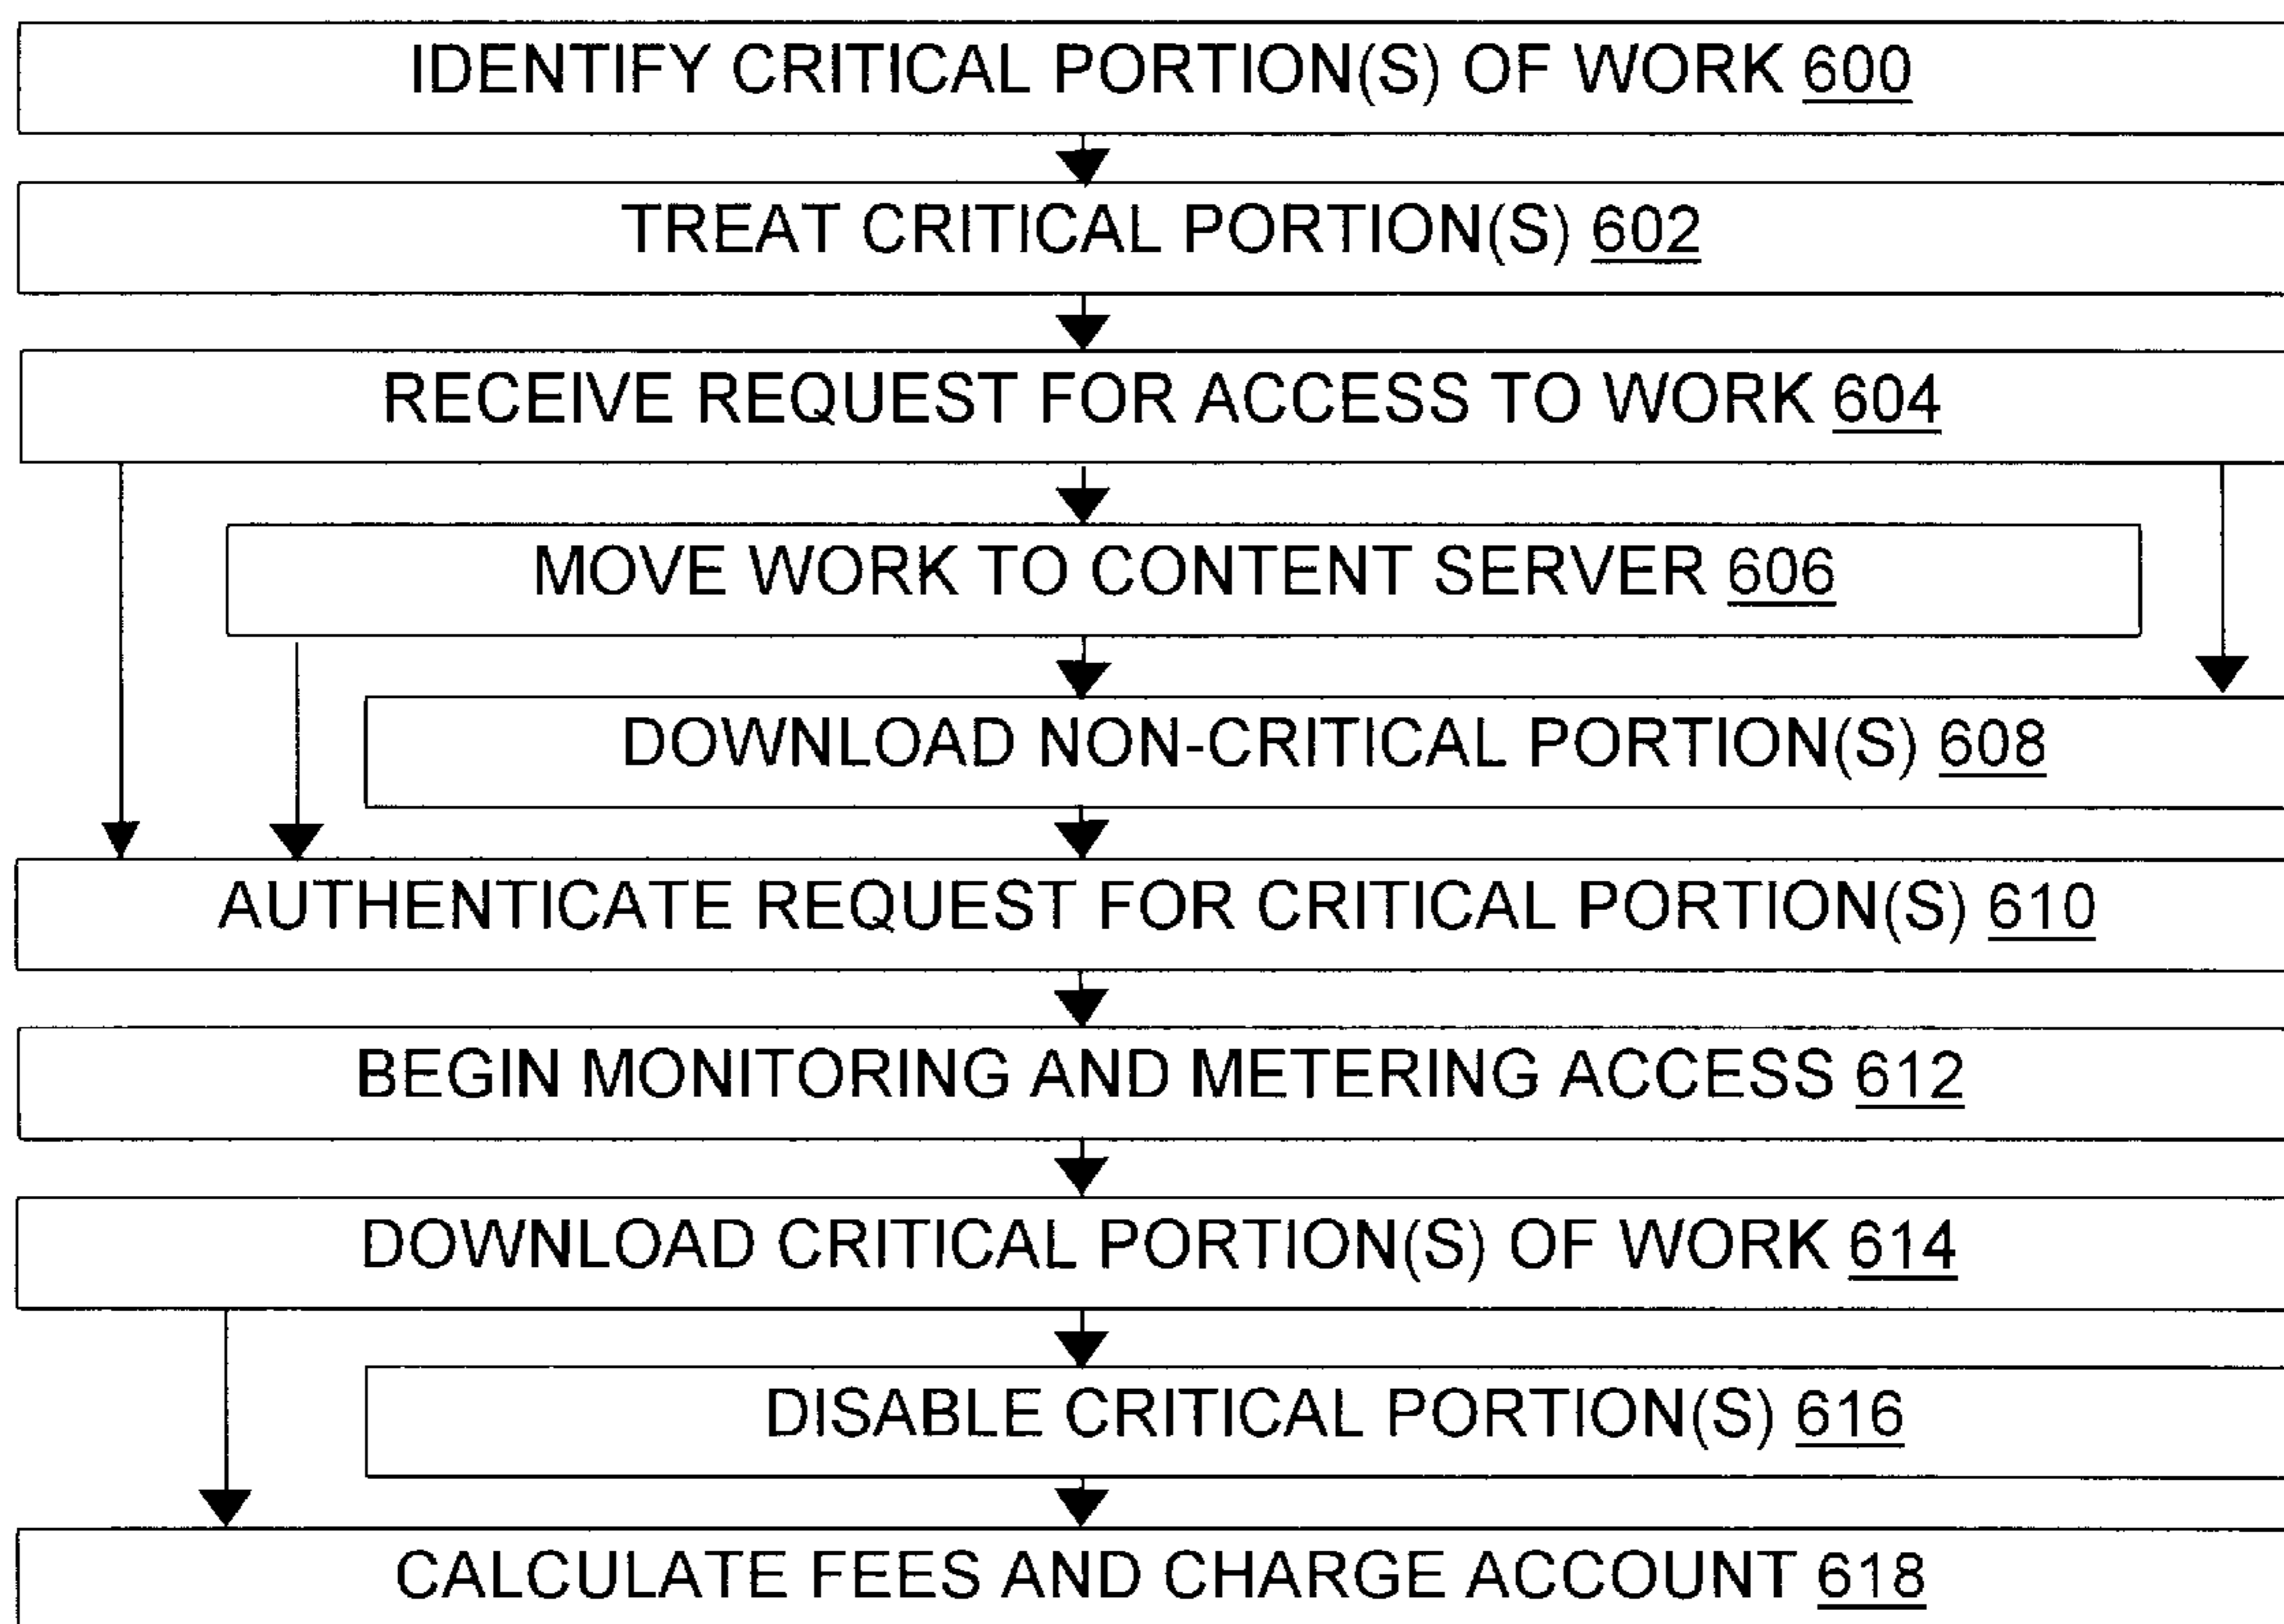 IDENTIFY CRITICAL PORTION(S) OF WORK 600
TREAT CRITICAL PORTION(S) 602
RECEIVE REQUEST FOR ACCESS TO WORK 604
MOVE WORK TO CONTENT SERVER 606
DOWNLOAD NON-CRITICAL PORTION(S) 608
AUTHENTICATE REQUEST FOR CRITICAL PORTION(S) 610
BEGIN MONITORING AND METERING ACCESS 612
DOWNLOAD CRITICAL PORTION(S) OF WORK 614
DISABLE CRITICAL PORTION(S) 616
CALCULATE FEES AND CHARGE ACCOUNT 618